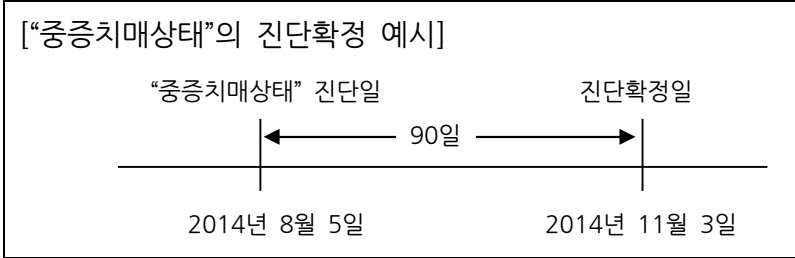 [“중증치매상태”의 진단확정 예시]
“중증치매상태” 진단일 진단확정일
90일
2014년 8월 5일 2014년 11월 3일